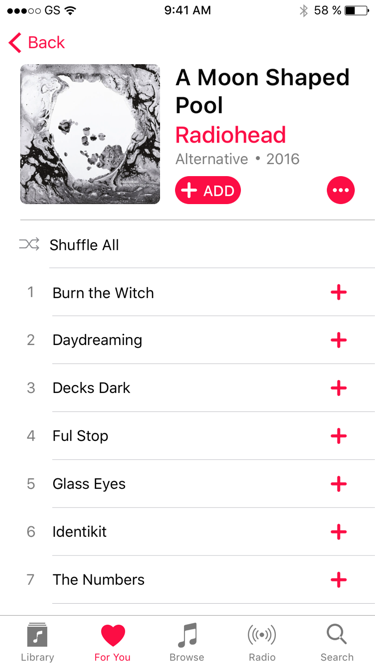 GS 9:41 AM 58 %
Back
A Moon Shaped
Pool
Radiohead
Alternative • 2016
ADD
Shuffle All
1 Burn the Witch
2 Daydreaming
3 Decks Dark
4 Ful Stop
5 Glass Eyes
6 Identikit
7 The Numbers
Library For You Browse Radio Search